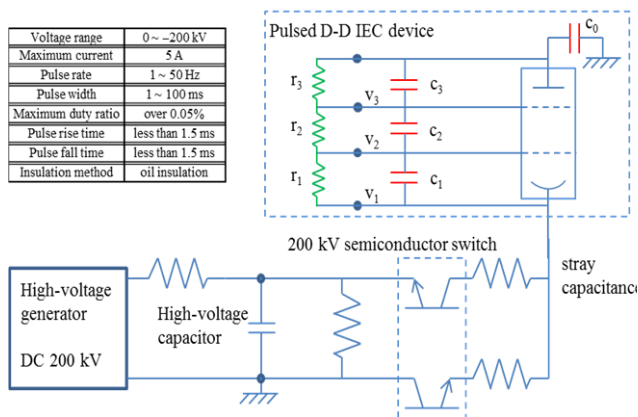 Voltage range 0 ~ −200 kV
Maximum current 5 A
Pulse rate 1 ~ 50 Hz
Pulse width 1 ~ 100 ms
Maximum duty ratio over 0.05%
Pulse rise time less than 1.5 ms
Pulse fall time less than 1.5 ms
Insulation method oil insulation
Pulsed D-D IEC device
c0
r3
c3
v3
r2
c2
v2
r1
c1
v1
200 kV semiconductor switch
stray
capacitance
High-voltage
generator
DC 200 kV
High-voltage
capacitor